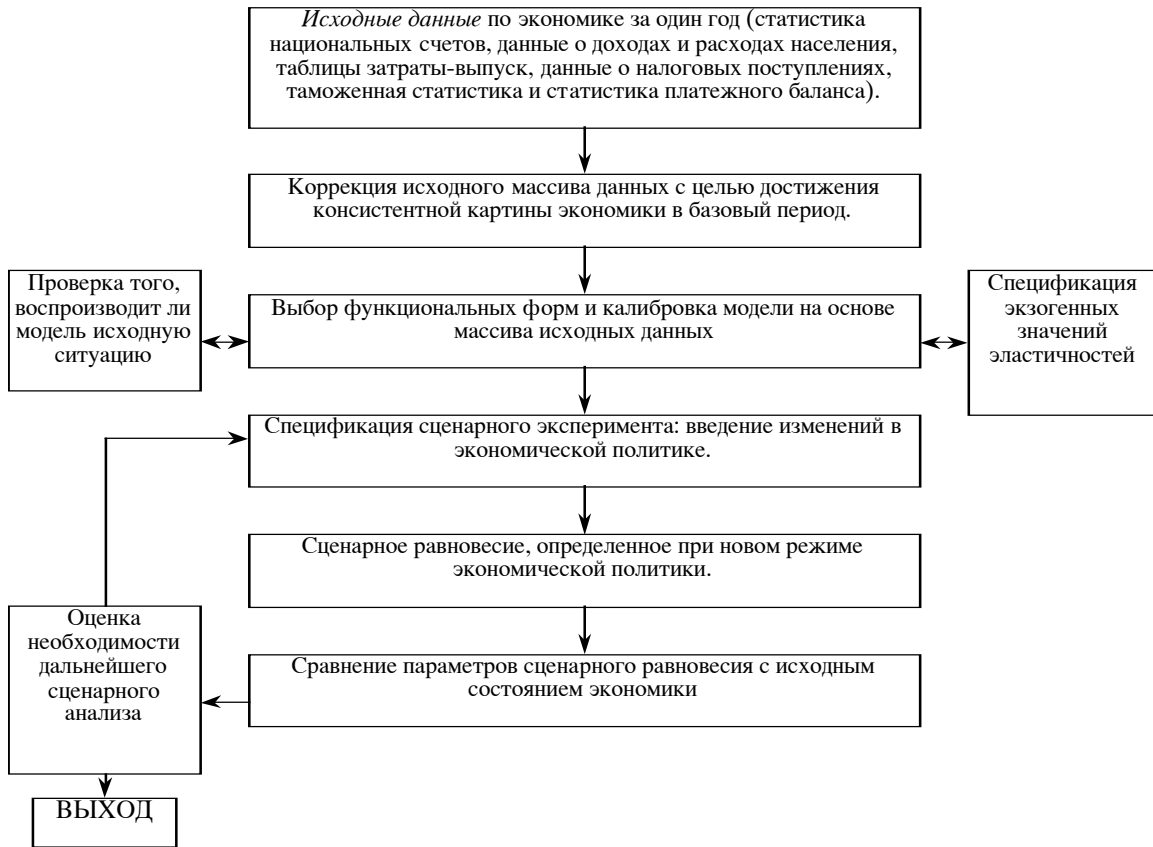 Исходные данные по экономике за один год (статистика
национальных счетов, данные о доходах и расходах населения,
таблицы затраты-выпуск, данные о налоговых поступлениях,
таможенная статистика и статистика платежного баланса).
Коррекция исходного массива данных с целью достижения
консистентной картины экономики в базовый период.
Проверка того,
воспроизводит ли
модель исходную
ситуацию
Выбор функциональных форм и калибровка модели на основе
массива исходных данных
Спецификация
экзогенных
значений
эластичностей
Спецификация сценарного эксперимента: введение изменений в
экономической политике.
Сценарное равновесие, определенное при новом режиме
экономической политики.
Оценка
необходимости
дальнейшего
сценарного
анализа
Сравнение параметров сценарного равновесия с исходным
состоянием экономики
ВЫХОД